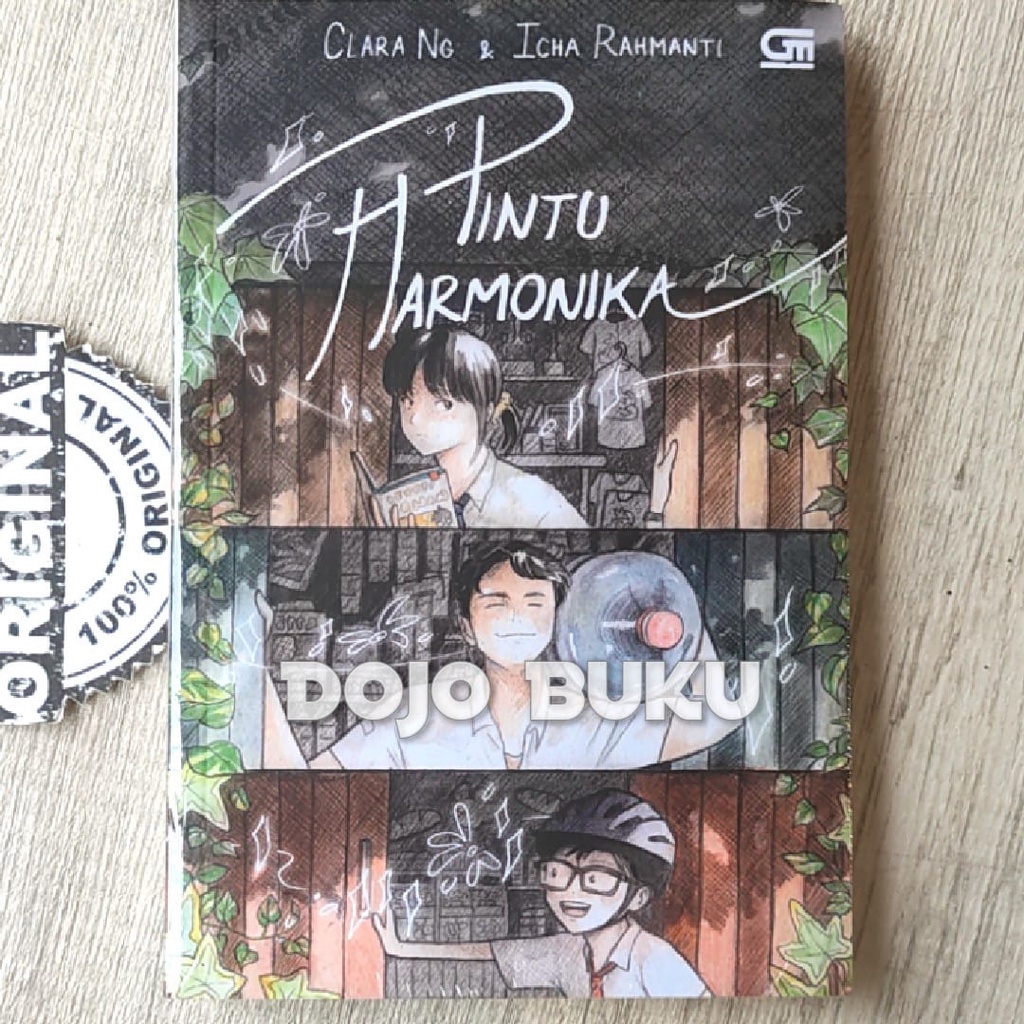 CLARA NG & ICHA RAHMANTI
GM
PINTU
HARMONIKA
DOJO BUKU
ORIGINAL
100% ORIGINAL